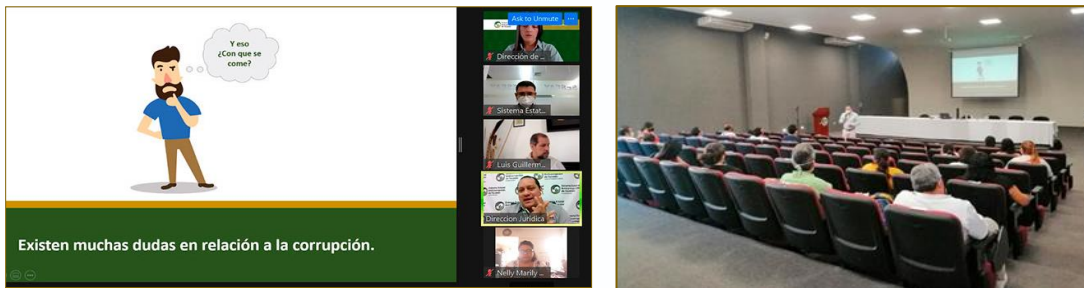 Y eso
¿Con que se
come?
Existen muchas dudas en relación a la corrupción.
Ask to Unmute
Dirección de ...
Sistema Estat...
Luis Guillerm...
Direccion Jurídica
Nelly Marily ...